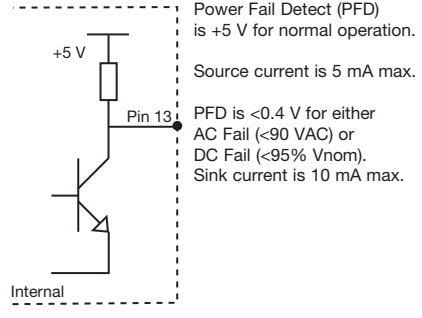 Power Fail Detect (PFD)
is +5 V for normal operation.
+5 V
Source current is 5 mA max.
Pin 13
PFD is <0.4 V for either
AC Fail (<90 VAC) or
DC Fail (<95% Vnom).
Sink current is 10 mA max.
Internal